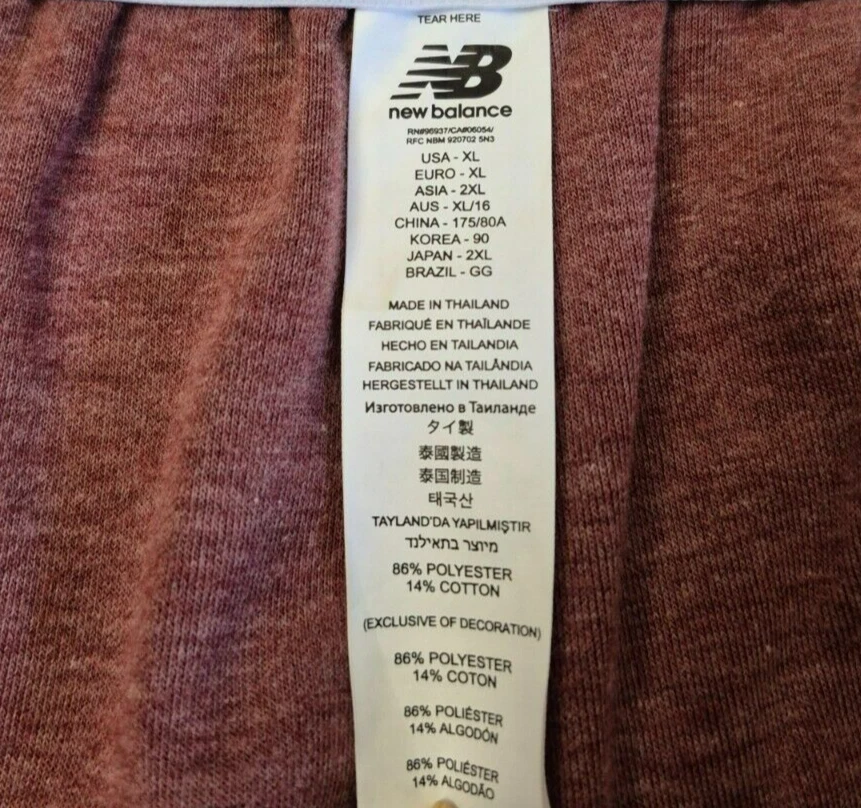 TEAR HERE
NB
new balance
RN#96937/CA#06054/
RFC NBM 920702 5N3
USA - XL
EURO - XL
ASIA - 2XL
AUS - XL/16
CHINA - 175/80A
KOREA - 90
JAPAN - 2XL
BRAZIL - GG
MADE IN THAILAND
FABRIQUÉ EN THAÏLANDE
HECHO EN TAILANDIA
FABRICADO NA TAILÂNDIA
HERGESTELLT IN THAILAND
Изготовлено в Таиланде
タイ製
泰國製造
泰国制造
태국산
TAYLAND'DA YAPILMIŞTIR
מיוצר בתאילנד
86% POLYESTER
14% COTTON
(EXCLUSIVE OF DECORATION)
86% POLYESTER
14% COTON
86% POLIÉSTER
14% ALGODÓN
86% POLIÉSTER
14% ALGODÃO